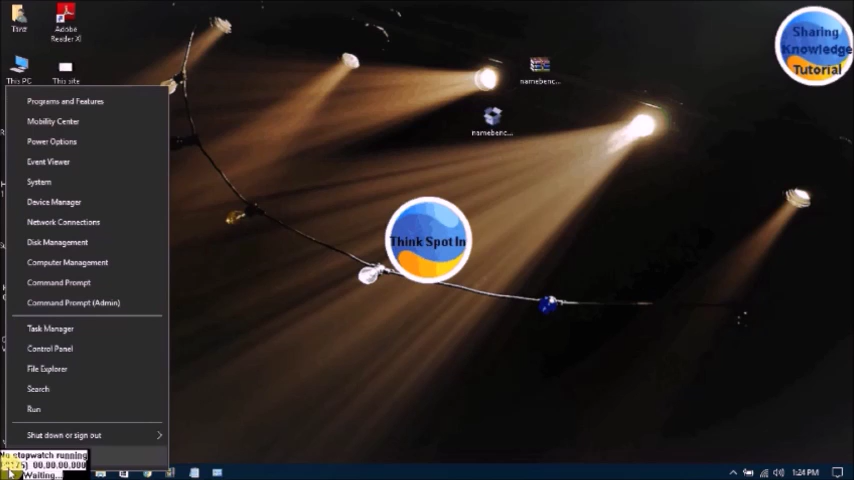 Tanz
Adobe
Reader XI
This PC
This site
Sharing
Knowledge
Tutorial
namebenc...
namebenc...
Think Spot In
Programs and Features
Mobility Center
Power Options
Event Viewer
System
Device Manager
Network Connections
Disk Management
Computer Management
Command Prompt
Command Prompt (Admin)
Task Manager
Control Panel
File Explorer
Search
Run
Shut down or sign out
No stopwatch running
00.00.00.000
Waiting...
1:24 PM